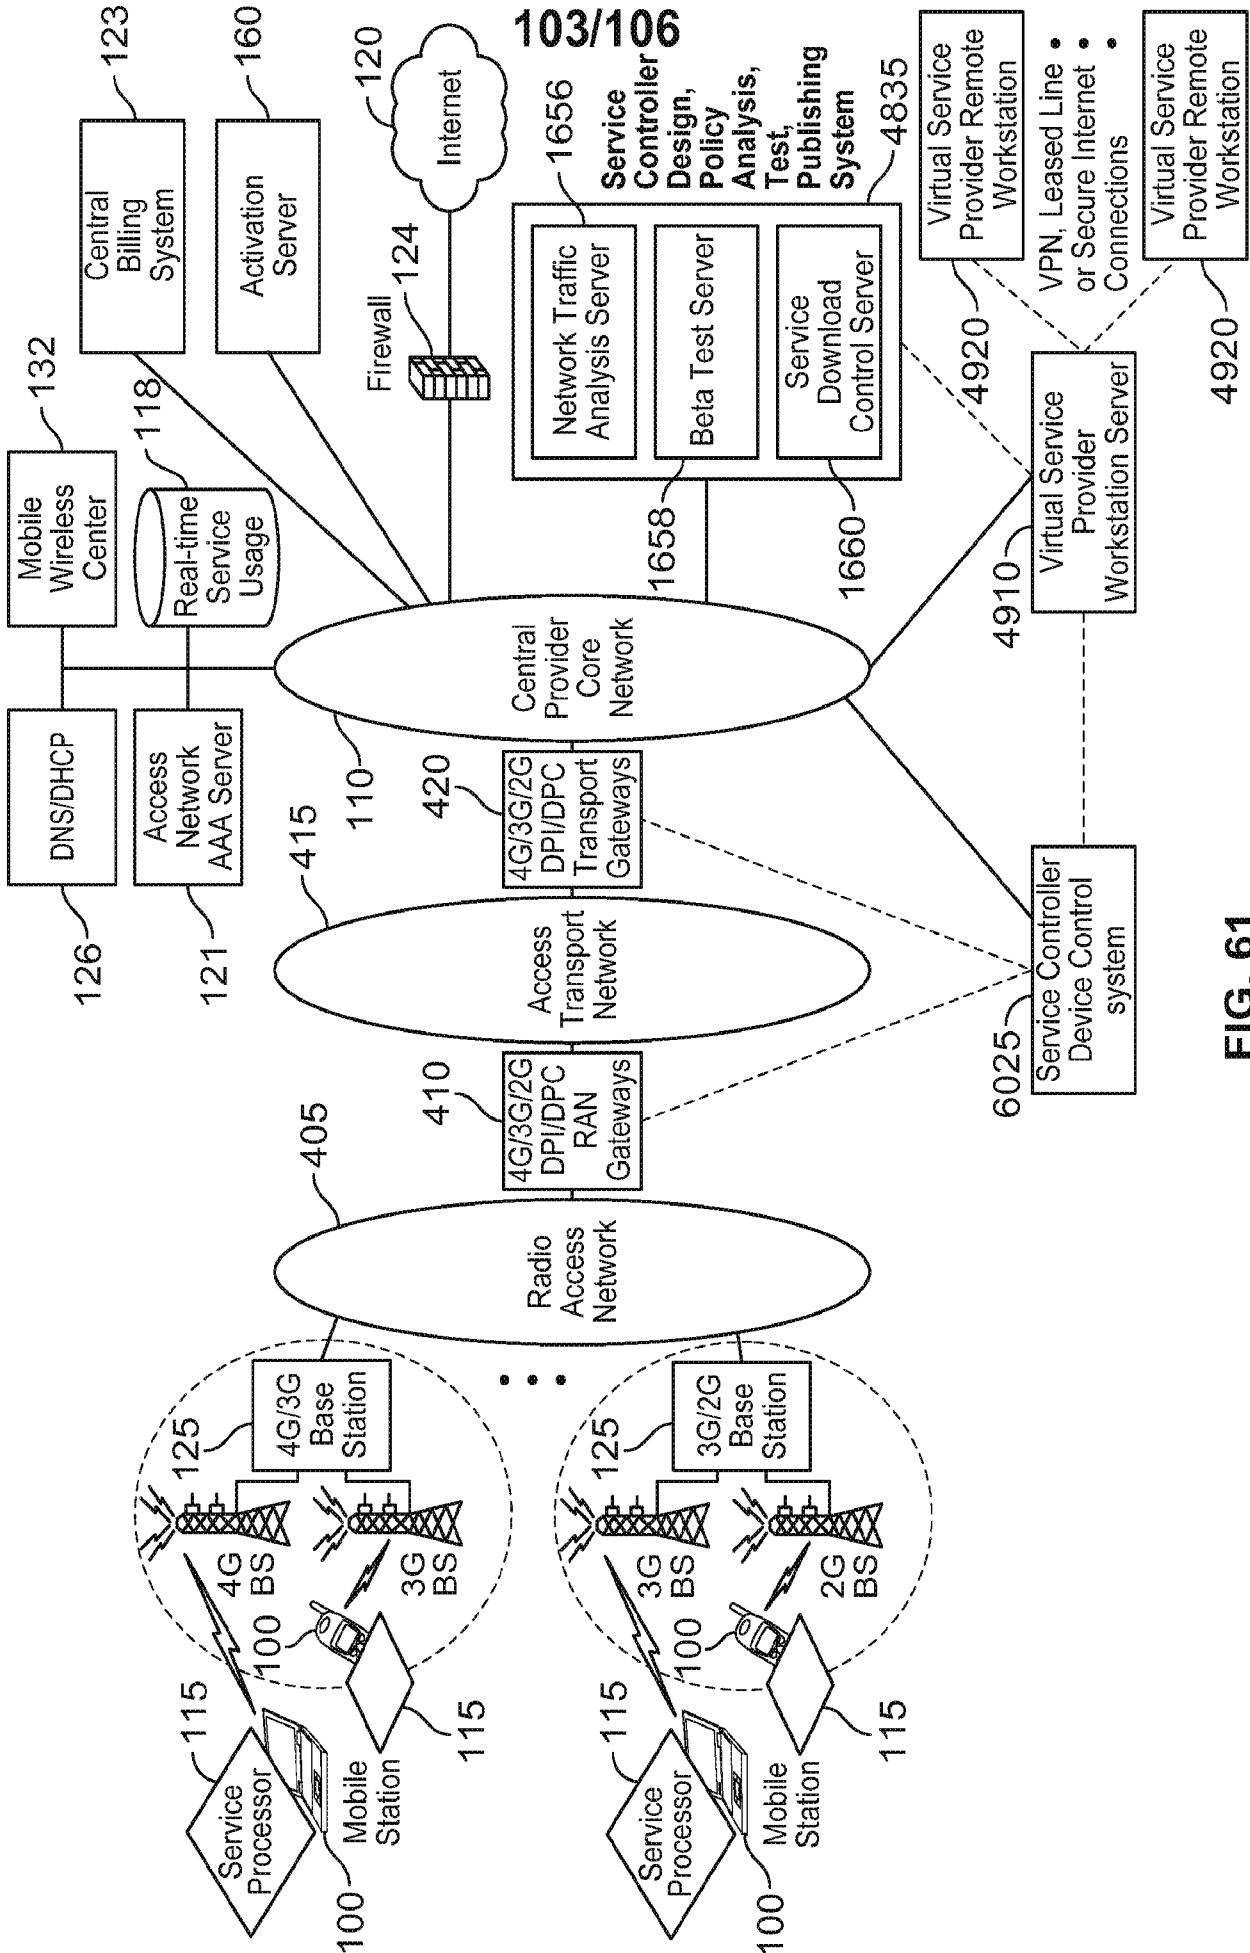 103/106
DNS/DHCP
126
Mobile
Wireless
Center
132
Access
Network
AAA Server
121
Real-time
Service
Usage
118
Central
Billing
System
123
Activation
Server
160
Firewall
124
Internet
120
Service Processor
115
100
Mobile
Station
100
115
4G
BS
3G
BS
125
4G/3G
Base
Station
Service Processor
115
100
Mobile
Station
100
115
3G
BS
2G
BS
125
3G/2G
Base
Station
405
Radio
Access
Network
410
4G/3G/2G
DPI/DPC
RAN
Gateways
415
Access
Transport
Network
420
4G/3G/2G
DPI/DPC
Transport
Gateways
110
Central
Provider
Core
Network
1656
Network Traffic
Analysis Server
1658
Beta Test Server
1660
Service
Download
Control Server
Service
Controller
Design,
Policy
Analysis,
Test,
Publishing
System
4835
6025
Service Controller
Device Control
system
4910
Virtual Service
Provider
Workstation Server
4920
Virtual Service
Provider Remote
Workstation
VPN, Leased Line
or Secure Internet
Connections
4920
Virtual Service
Provider Remote
Workstation
FIG. 61